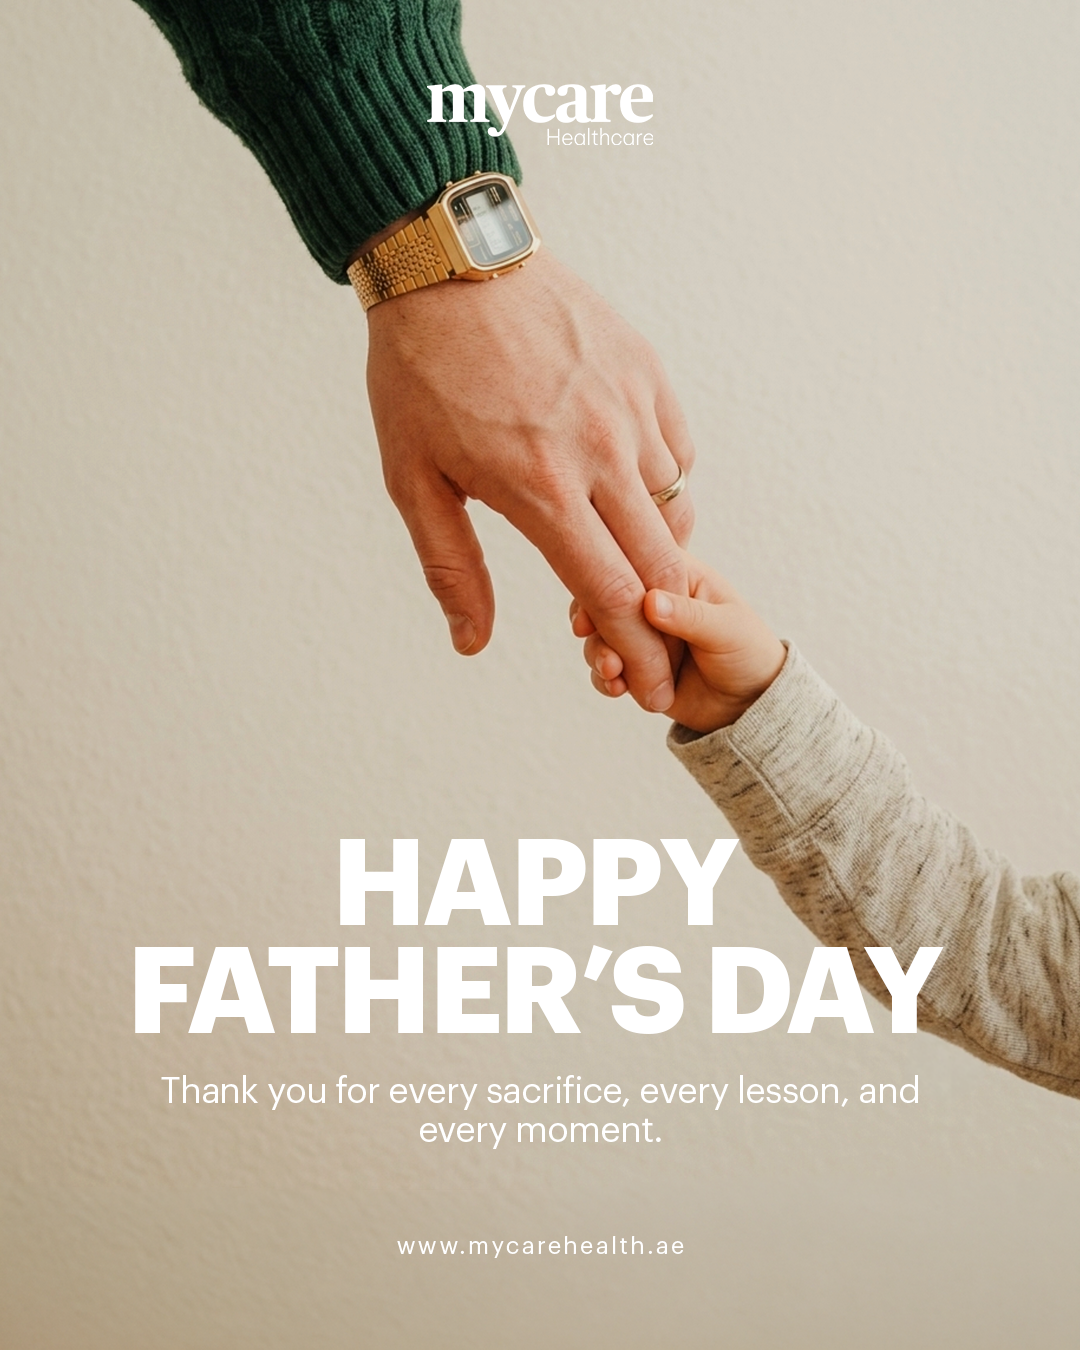 mycare
Healthcare
HAPPY
FATHER’S DAY
Thank you for every sacrifice, every lesson, and
every moment.
www.mycarehealth.ae